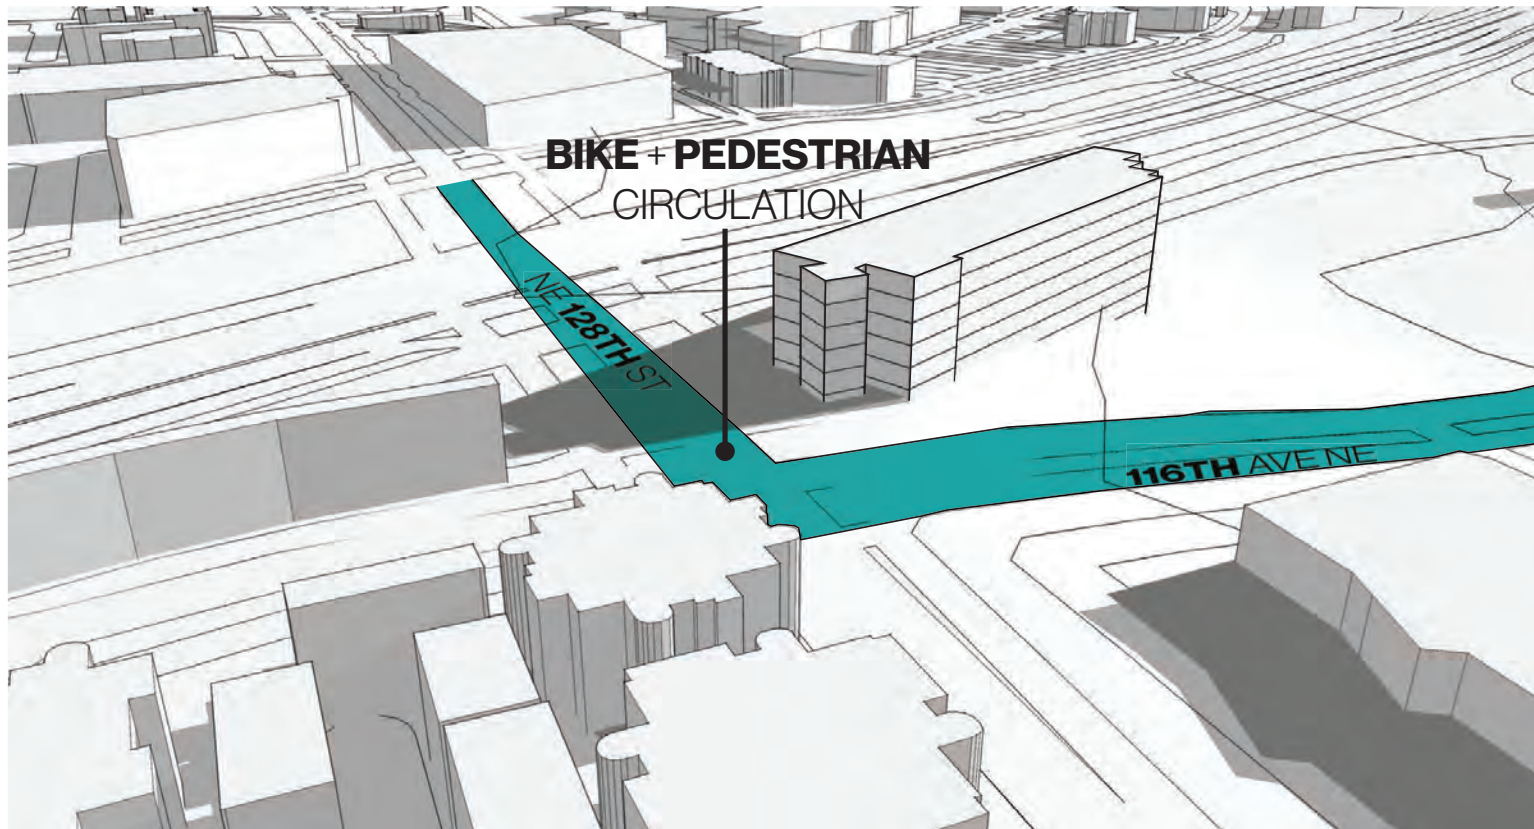 BIKE + PEDESTRIAN
CIRCULATION
NE 128TH ST
116TH AVE NE